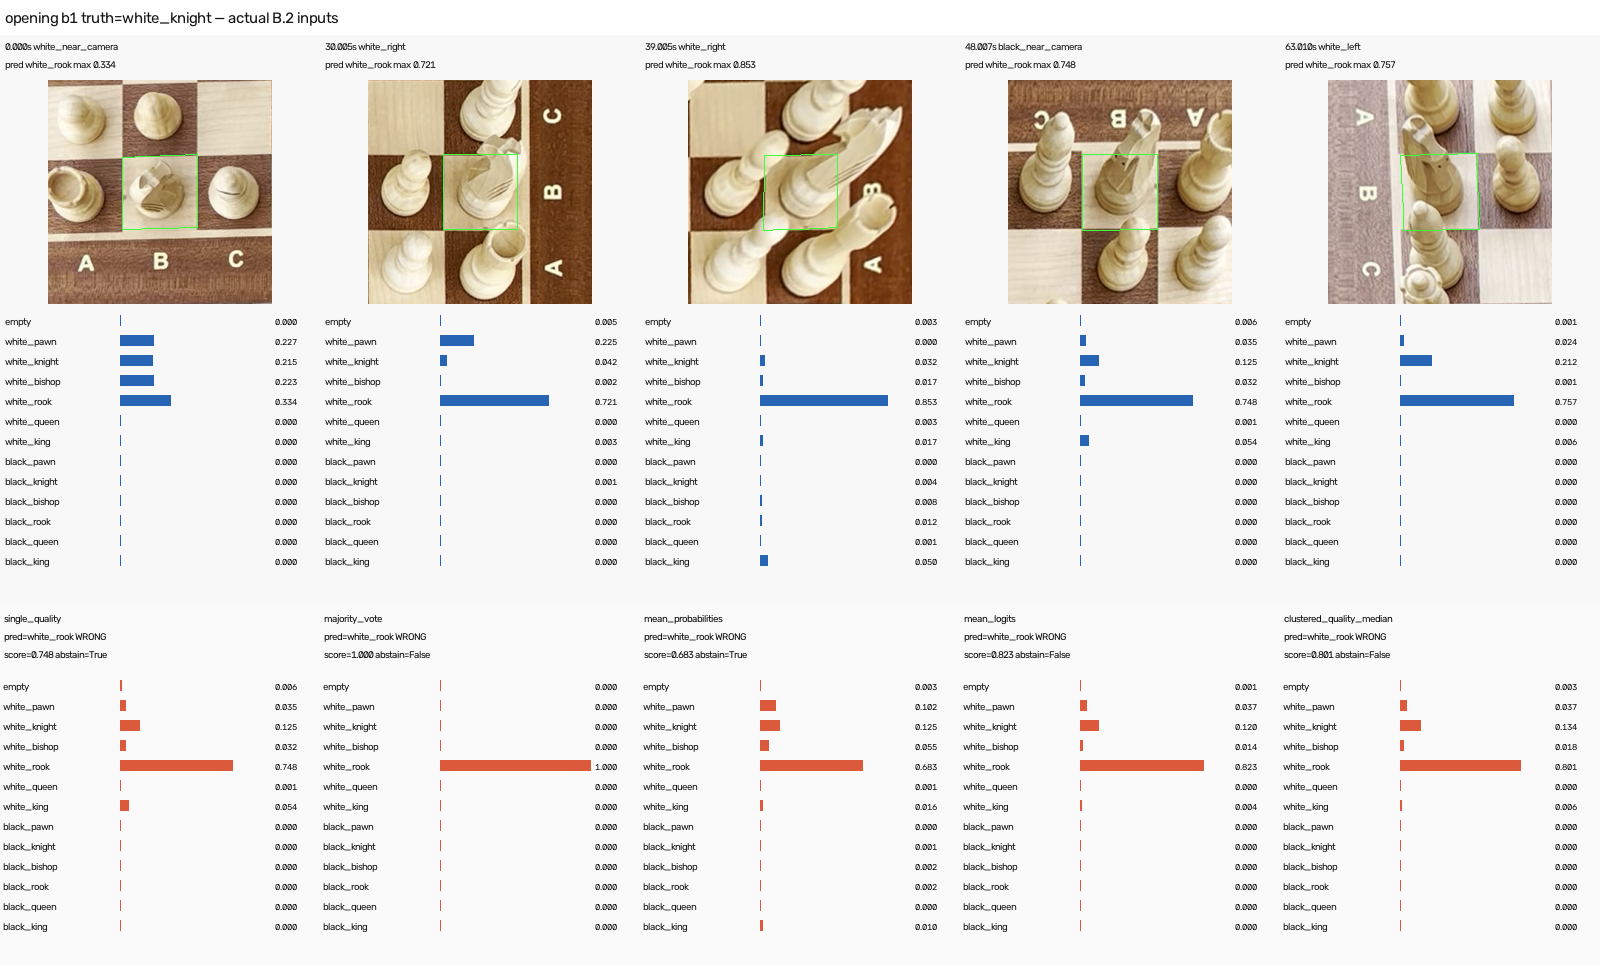 opening b1 truth=white_knight — actual B.2 inputs
0.000s white_near_camera
pred white_rook max 0.334
A B C
empty 0.000
white_pawn 0.227
white_knight 0.215
white_bishop 0.223
white_rook 0.334
white_queen 0.000
white_king 0.000
black_pawn 0.000
black_knight 0.000
black_bishop 0.000
black_rook 0.000
black_queen 0.000
black_king 0.000
30.005s white_right
pred white_rook max 0.721
C
B
A
empty 0.005
white_pawn 0.225
white_knight 0.042
white_bishop 0.002
white_rook 0.721
white_queen 0.000
white_king 0.003
black_pawn 0.000
black_knight 0.001
black_bishop 0.000
black_rook 0.000
black_queen 0.000
black_king 0.000
39.005s white_right
pred white_rook max 0.853
B
A
empty 0.003
white_pawn 0.000
white_knight 0.032
white_bishop 0.017
white_rook 0.853
white_queen 0.003
white_king 0.017
black_pawn 0.000
black_knight 0.004
black_bishop 0.008
black_rook 0.012
black_queen 0.001
black_king 0.050
48.007s black_near_camera
pred white_rook max 0.748
C B A
empty 0.006
white_pawn 0.035
white_knight 0.125
white_bishop 0.032
white_rook 0.748
white_queen 0.001
white_king 0.054
black_pawn 0.000
black_knight 0.000
black_bishop 0.000
black_rook 0.000
black_queen 0.000
black_king 0.000
63.010s white_left
pred white_rook max 0.757
A
B
C
empty 0.001
white_pawn 0.024
white_knight 0.212
white_bishop 0.001
white_rook 0.757
white_queen 0.000
white_king 0.006
black_pawn 0.000
black_knight 0.000
black_bishop 0.000
black_rook 0.000
black_queen 0.000
black_king 0.000
single_quality
pred=white_rook WRONG
score=0.748 abstain=True
empty 0.006
white_pawn 0.035
white_knight 0.125
white_bishop 0.032
white_rook 0.748
white_queen 0.001
white_king 0.054
black_pawn 0.000
black_knight 0.000
black_bishop 0.000
black_rook 0.000
black_queen 0.000
black_king 0.000
majority_vote
pred=white_rook WRONG
score=1.000 abstain=False
empty 0.000
white_pawn 0.000
white_knight 0.000
white_bishop 0.000
white_rook 1.000
white_queen 0.000
white_king 0.000
black_pawn 0.000
black_knight 0.000
black_bishop 0.000
black_rook 0.000
black_queen 0.000
black_king 0.000
mean_probabilities
pred=white_rook WRONG
score=0.683 abstain=True
empty 0.003
white_pawn 0.102
white_knight 0.125
white_bishop 0.055
white_rook 0.683
white_queen 0.001
white_king 0.016
black_pawn 0.000
black_knight 0.001
black_bishop 0.002
black_rook 0.002
black_queen 0.000
black_king 0.010
mean_logits
pred=white_rook WRONG
score=0.823 abstain=False
empty 0.001
white_pawn 0.037
white_knight 0.120
white_bishop 0.014
white_rook 0.823
white_queen 0.000
white_king 0.004
black_pawn 0.000
black_knight 0.000
black_bishop 0.000
black_rook 0.000
black_queen 0.000
black_king 0.000
clustered_quality_median
pred=white_rook WRONG
score=0.801 abstain=False
empty 0.003
white_pawn 0.037
white_knight 0.134
white_bishop 0.018
white_rook 0.801
white_queen 0.000
white_king 0.006
black_pawn 0.000
black_knight 0.000
black_bishop 0.000
black_rook 0.000
black_queen 0.000
black_king 0.000